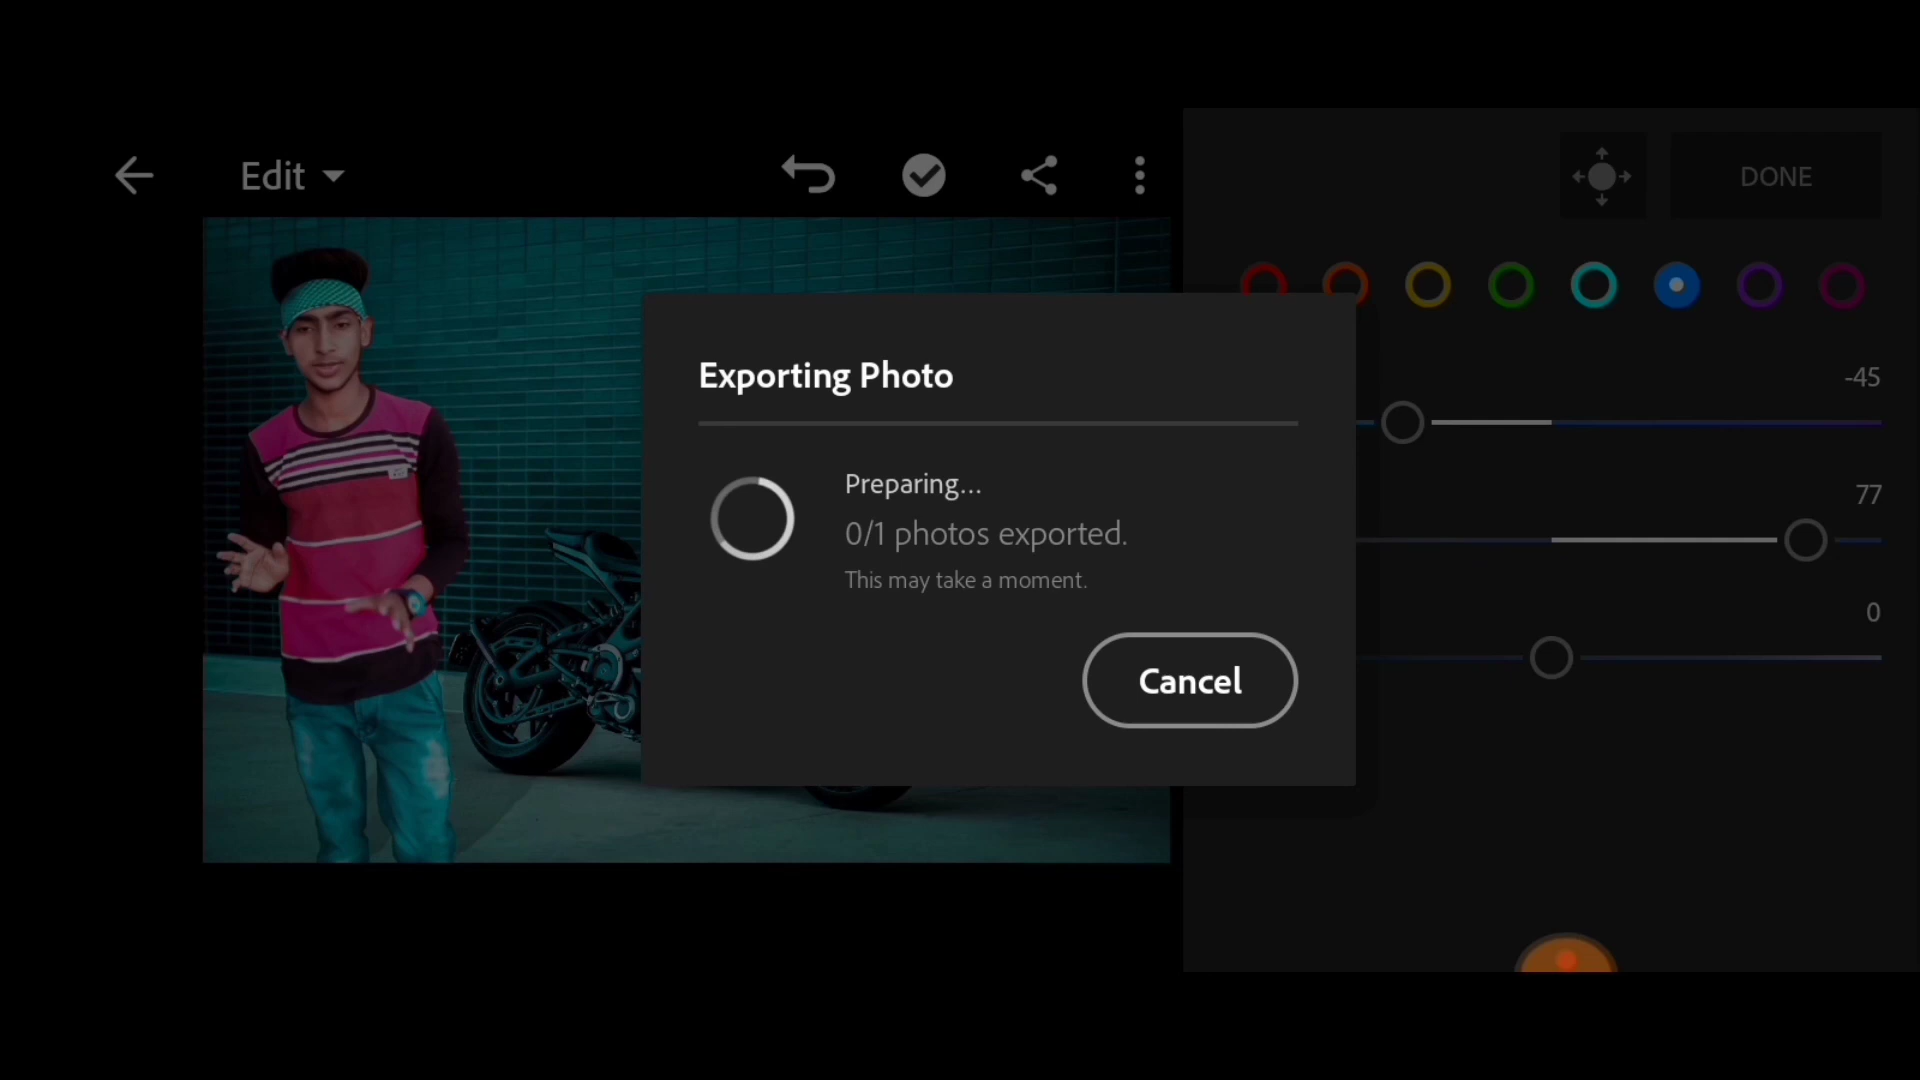 Edit
DONE
-45
Exporting Photo
Preparing...
77
0/1 photos exported.
This may take a moment.
0
Cancel